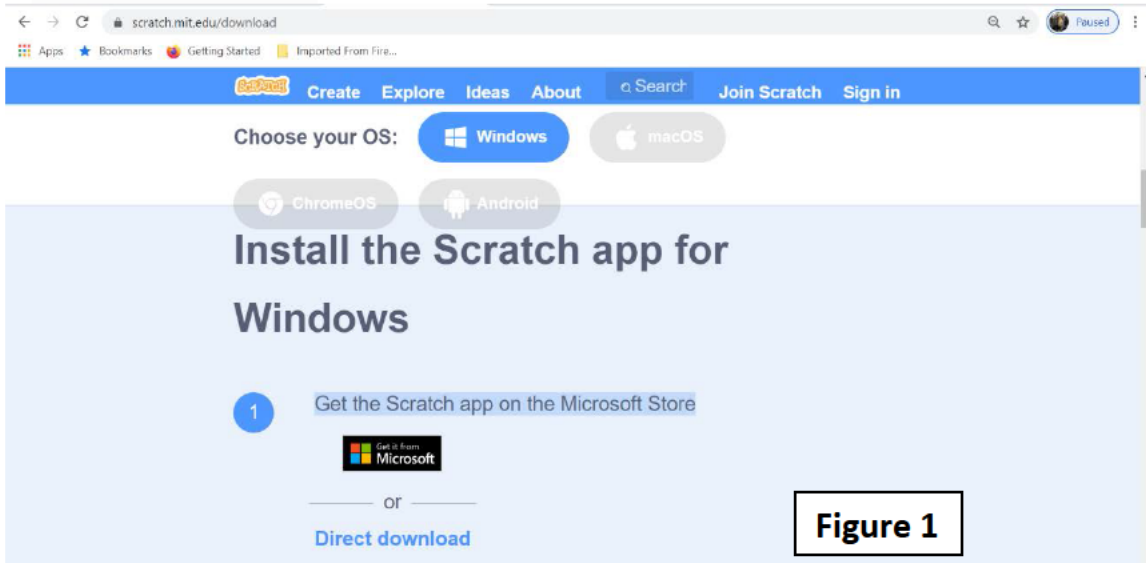 scratch.mit.edu/download
Paused
Apps Bookmarks Getting Started Imported From Fire...
SCRATCH Create Explore Ideas About Search Join Scratch Sign in
Choose your OS: Windows macOS
ChromeOS Android
Install the Scratch app for
Windows
1 Get the Scratch app on the Microsoft Store
Get it from
Microsoft
or
Direct download
Figure 1